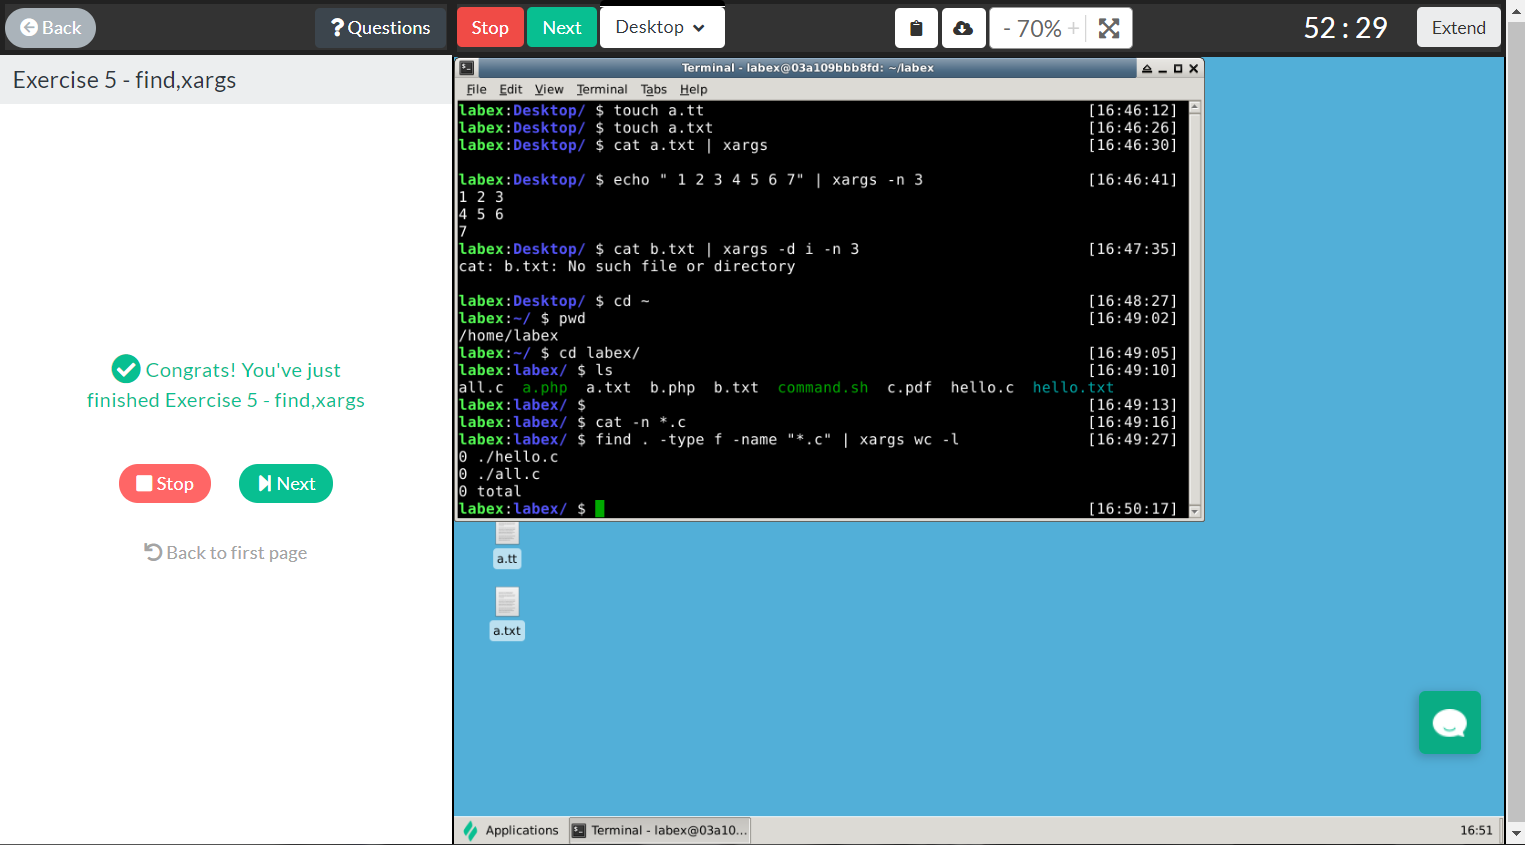 Back
? Questions
Stop
Next
Desktop
- 70% +
52 : 29
Extend
Exercise 5 - find,xargs
Congrats! You've just
finished Exercise 5 - find,xargs
Stop
Next
Back to first page
Terminal - labex@03a109bbb8fd: ~/labex
File Edit View Terminal Tabs Help
labex:Desktop/ $ touch a.tt [16:46:12]
labex:Desktop/ $ touch a.txt [16:46:26]
labex:Desktop/ $ cat a.txt | xargs [16:46:30]
labex:Desktop/ $ echo " 1 2 3 4 5 6 7" | xargs -n 3 [16:46:41]
1 2 3
4 5 6
7
labex:Desktop/ $ cat b.txt | xargs -d i -n 3 [16:47:35]
cat: b.txt: No such file or directory
labex:Desktop/ $ cd ~ [16:48:27]
labex:~/ $ pwd [16:49:02]
/home/labex
labex:~/ $ cd labex/ [16:49:05]
labex:labex/ $ ls [16:49:10]
all.c a.php a.txt b.php b.txt command.sh c.pdf hello.c hello.txt
labex:labex/ $ [16:49:13]
labex:labex/ $ cat -n *.c [16:49:16]
labex:labex/ $ find . -type f -name "*.c" | xargs wc -l [16:49:27]
0 ./hello.c
0 ./all.c
0 total
labex:labex/ $ [16:50:17]
a.tt
a.txt
Applications
Terminal - labex@03a10...
16:51